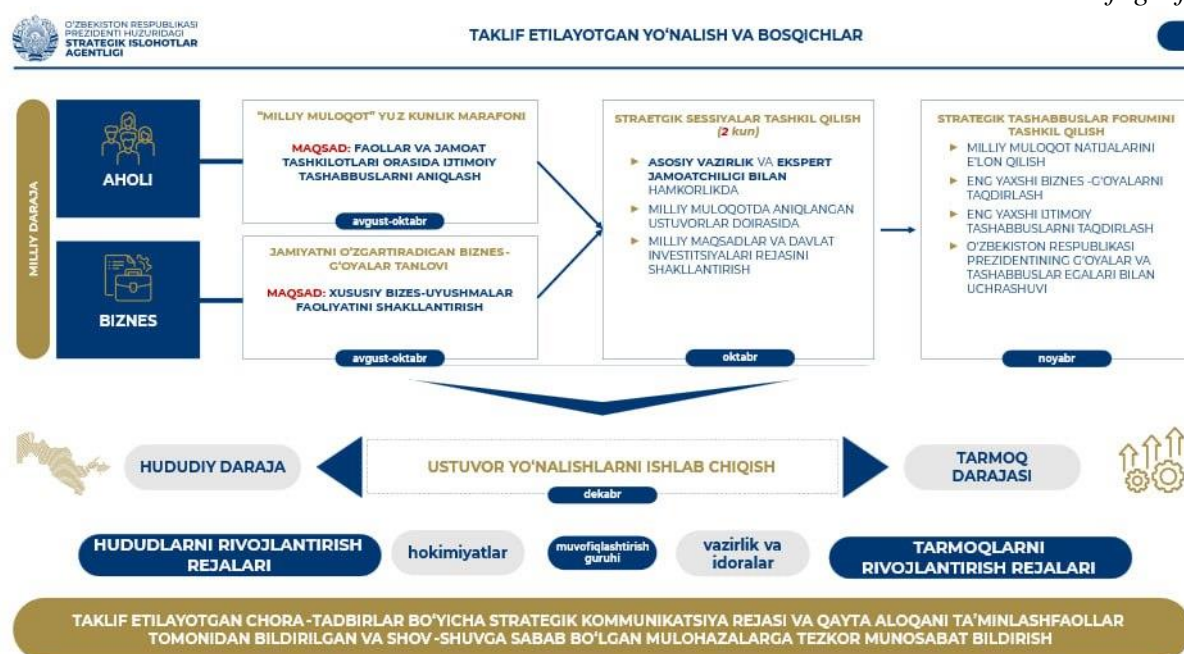 O'ZBEKISTON RESPUBLIKASI
PREZIDENTI HUZURIDAGI
STRATEGIK ISLOHOTLAR
AGENTLIGI
TAKLIF ETILAYOTGAN YO'NALISH VA BOSQICHLAR
MILLIY DARAJA
AHOLI
"MILLIY MULOQOT" YUZ KUNLIK MARAFONI
MAQSAD: FAOLLAR VA JAMOAT
TASHKILOTLARI ORASIDA IJTIMOIY
TASHABBUSLARNI ANIQLASH
avgust-oktabr
BIZNES
JAMIYATNI O'ZGARTIRADIGAN BIZNES-
G'OYALAR TANLOVI
MAQSAD: XUSUSIY BIZES-UYUSHMALAR
FAOLIYATINI SHAKLLANTIRISH
avgust-oktabr
STRAETGIK SESSIYALAR TASHKIL QILISH
(2 kun)
ASOSIY VAZIRLIK VA EKSPERT
JAMOATCHILIGI BILAN
HAMKORLIKDA
MILLIY MULOQOTDA ANIQLANGAN
USTUVORLAR DOIRASIDA
MILLIY MAQSADLAR VA DAVLAT
INVESTITSIYALARI REJASINI
SHAKLLANTIRISH
oktabr
STRATEGIK TASHABBUSLAR FORUMINI
TASHKIL QILISH
MILLIY MULOQOT NATIJALARINI
E'LON QILISH
ENG YAXSHI BIZNES -G'OYALARNI
TAQDIRLASH
ENG YAXSHI IJTIMOIY
TASHABBUSLARNI TAQDIRLASH
O'ZBEKISTON RESPUBLIKASI
PREZIDENTINING G'OYALAR VA
TASHABBUSLAR EGALARI BILAN
UCHRASHUVI
noyabr
HUDUDIY DARAJA
USTUVOR YO'NALISHLARNI ISHLAB CHIQISH
dekabr
TARMOQ
DARAJASI
HUDUDLARNI RIVOJLANTIRISH
REJALARI
hokimiyatlar
muvofiqlashtirish
guruhi
vazirlik va
idoralar
TARMOQLARNI
RIVOJLANTIRISH REJALARI
TAKLIF ETILAYOTGAN CHORA-TADBIRLAR BO'YICHA STRATEGIK KOMMUNIKATSIYA REJASI VA QAYTA ALOQANI TA'MINLASHFAOLLAR
TOMONIDAN BILDIRILGAN VA SHOV-SHUVGA SABAB BO'LGAN MULOHAZALARGA TEZKOR MUNOSABAT BILDIRISH